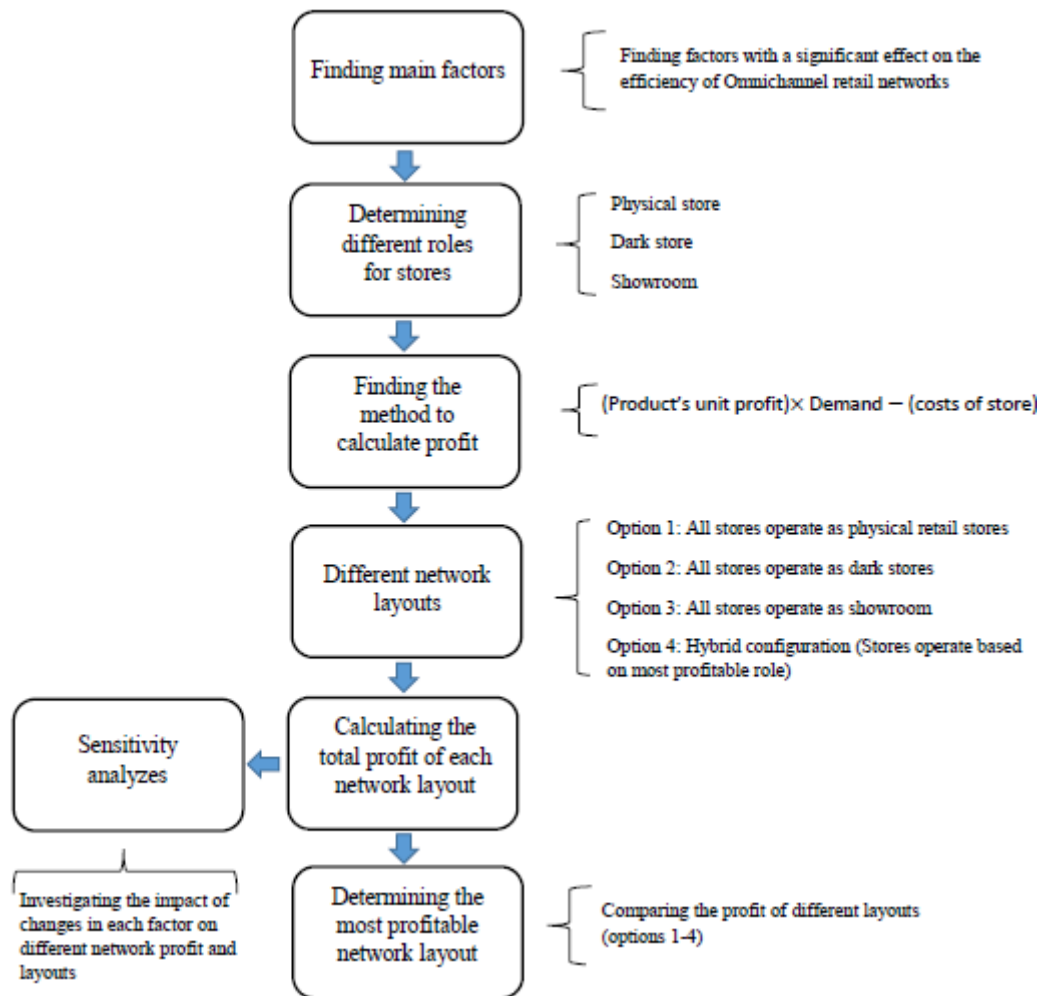 Finding main factors
Finding factors with a significant effect on the
efficiency of Omnichannel retail networks
Determining
different roles
for stores
Physical store
Dark store
Showroom
Finding the
method to
calculate profit
(Product's unit profit)× Demand − (costs of store)
Different network
layouts
Option 1: All stores operate as physical retail stores
Option 2: All stores operate as dark stores
Option 3: All stores operate as showroom
Option 4: Hybrid configuration (Stores operate based
on most profitable role)
Calculating the
total profit of each
network layout
Sensitivity
analyzes
Investigating the impact of
changes in each factor on
different network profit and
layouts
Determining the
most profitable
network layout
Comparing the profit of different layouts
(options 1-4)